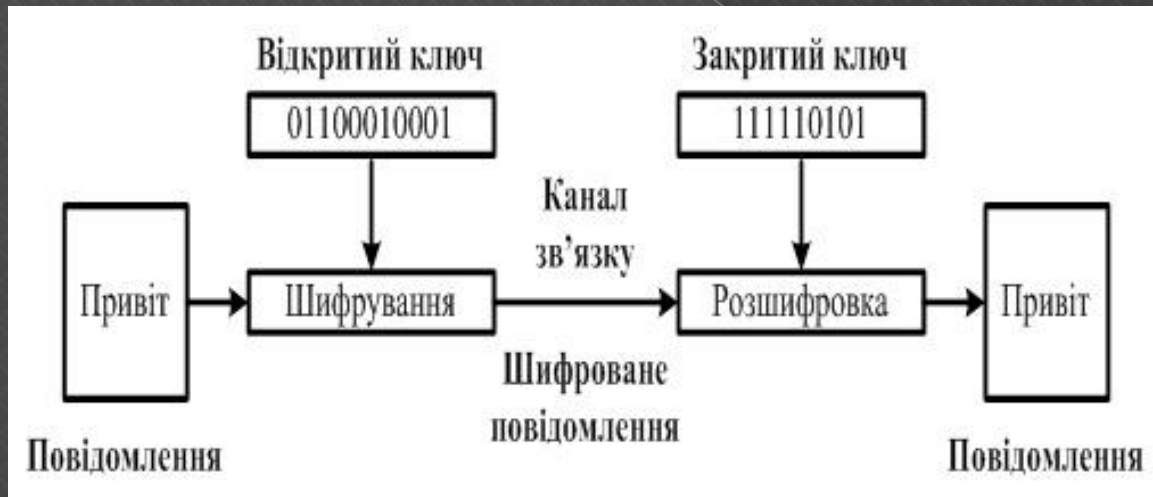 Відкритий ключ
01100010001
Закритий ключ
111110101
Канал
зв’язку
Привіт
Шифрування
Розшифровка
Привіт
Шифроване
повідомлення
Повідомлення
Повідомлення